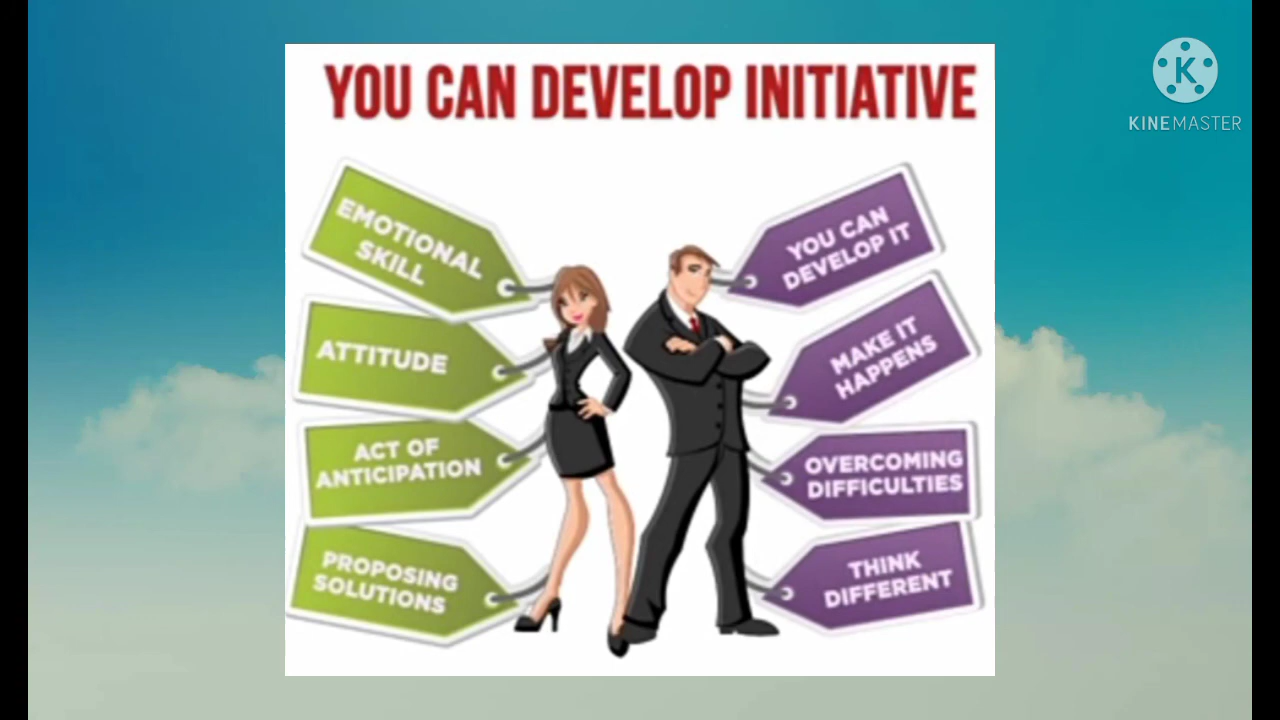 YOU CAN DEVELOP INITIATIVE
EMOTIONAL
SKILL
ATTITUDE
ACT OF
ANTICIPATION
PROPOSING
SOLUTIONS
YOU CAN
DEVELOP IT
MAKE IT
HAPPENS
OVERCOMING
DIFFICULTIES
THINK
DIFFERENT
K
KINEMASTER